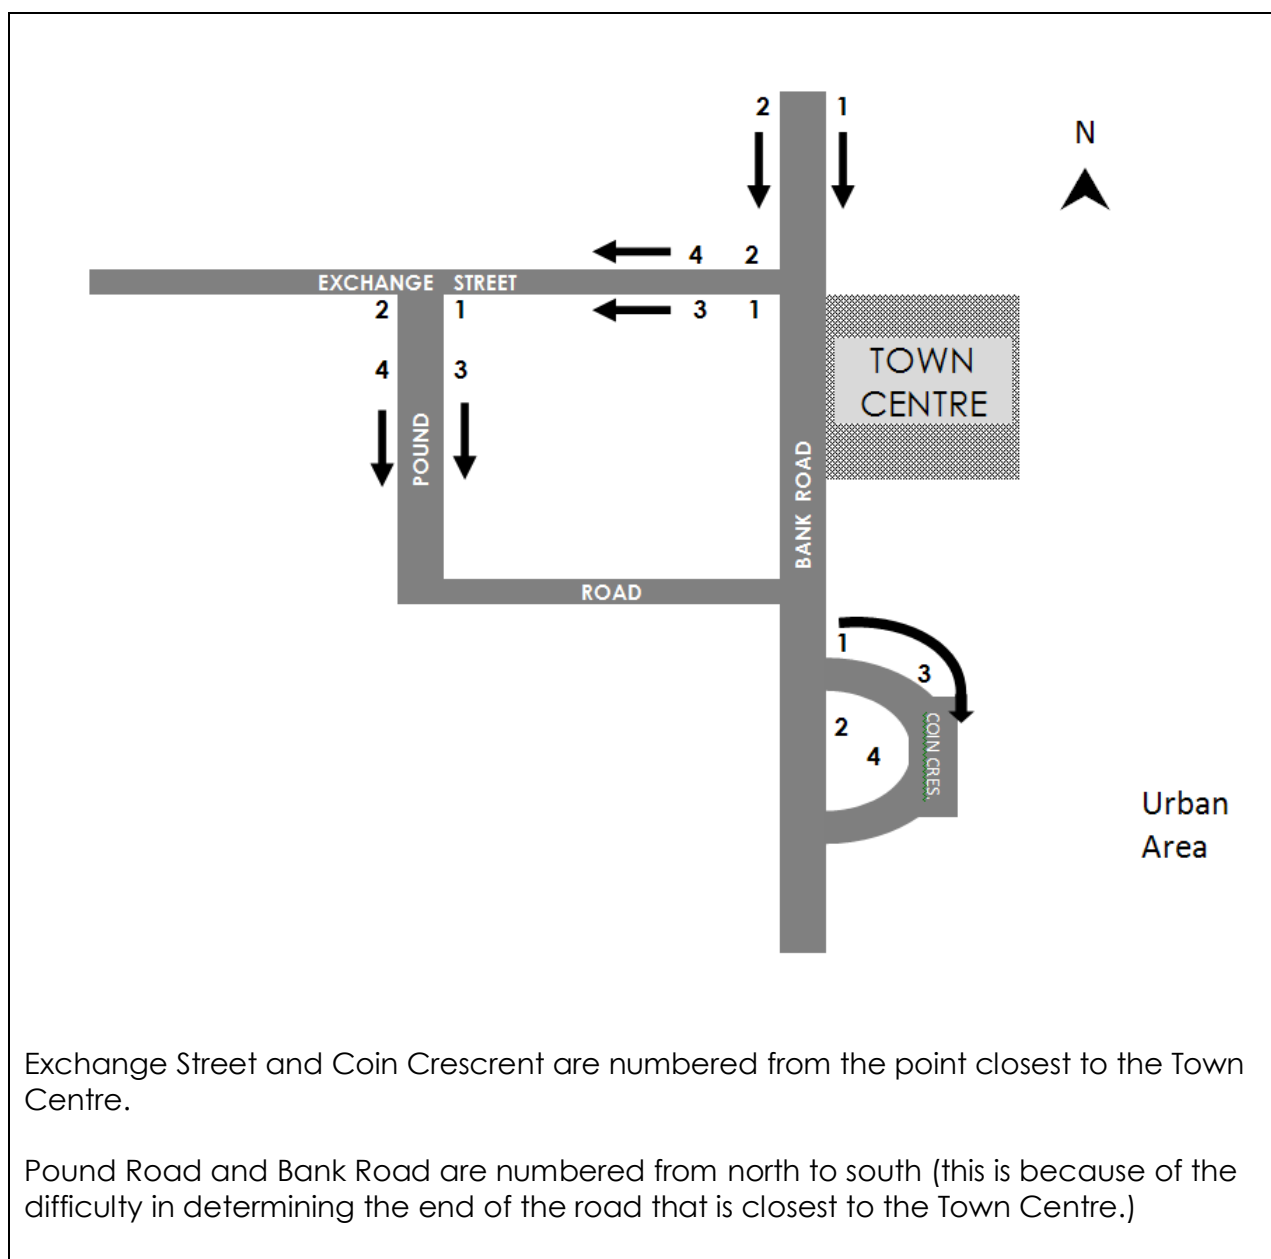 2 1
N
4 2
EXCHANGE STREET
2 1 3 1
TOWN
CENTRE
4 3
POUND
BANK ROAD
ROAD
1
3
2
4
COIN CRES.
Urban
Area
Exchange Street and Coin Crescrent are numbered from the point closest to the Town
Centre.
Pound Road and Bank Road are numbered from north to south (this is because of the
difficulty in determining the end of the road that is closest to the Town Centre.)